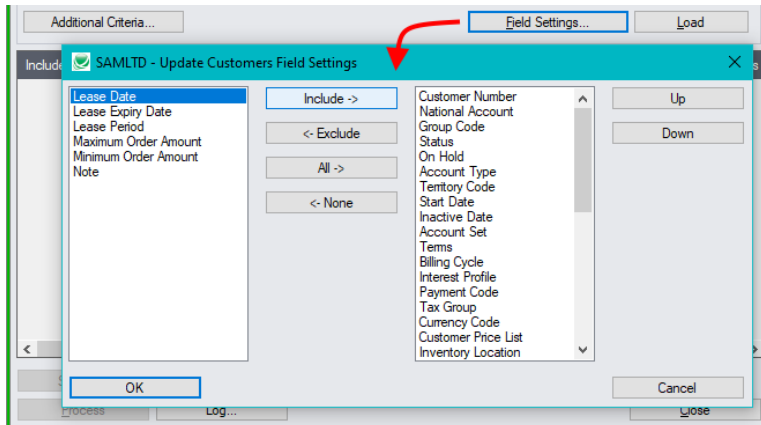 Additional Criteria...
Field Settings...
Load
Include
SAMLTD - Update Customers Field Settings
Lease Date
Lease Expiry Date
Lease Period
Maximum Order Amount
Minimum Order Amount
Note
Include ->
<- Exclude
All ->
<- None
Customer Number
National Account
Group Code
Status
On Hold
Account Type
Territory Code
Start Date
Inactive Date
Account Set
Terms
Billing Cycle
Interest Profile
Payment Code
Tax Group
Currency Code
Customer Price List
Inventory Location
Up
Down
OK
Cancel
Process
Log...
Close